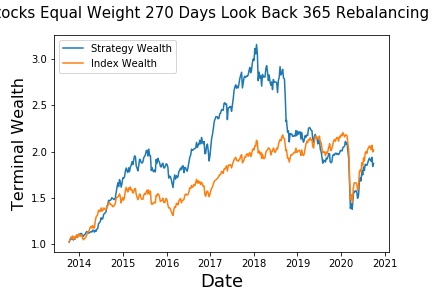 tocks Equal Weight 270 Days Look Back 365 Rebalancing
Strategy Wealth
Index Wealth
Terminal Wealth
3.0
2.5
2.0
1.5
1.0
2014 2015 2016 2017 2018 2019 2020 2021
Date